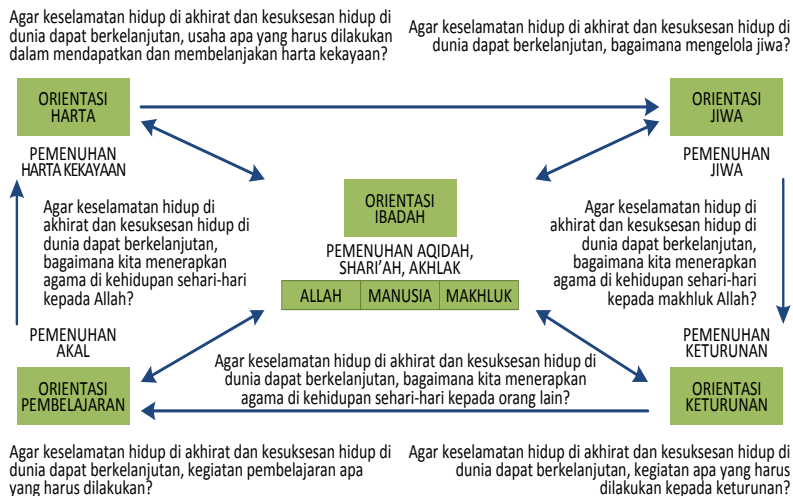 Agar keselamatan hidup di akhirat dan kesuksesan hidup di
dunia dapat berkelanjutan, usaha apa yang harus dilakukan
dalam mendapatkan dan membelanjakan harta kekayaan?
Agar keselamatan hidup di akhirat dan kesuksesan hidup di
dunia dapat berkelanjutan, bagaimana mengelola jiwa?
ORIENTASI
HARTA
PEMENUHAN
HARTA KEKAYAAN
ORIENTASI
JIWA
PEMENUHAN
JIWA
ORIENTASI
IBADAH
PEMENUHAN AQIDAH,
SHARI'AH, AKHLAK
ALLAH MANUSIA MAKHLUK
Agar keselamatan hidup di
akhirat dan kesuksesan hidup di
dunia dapat berkelanjutan,
bagaimana kita menerapkan
agama di kehidupan sehari-hari
kepada Allah?
Agar keselamatan hidup di
akhirat dan kesuksesan hidup di
dunia dapat berkelanjutan,
bagaimana kita menerapkan
agama di kehidupan sehari-hari
kepada makhluk Allah?
PEMENUHAN
AKAL
ORIENTASI
PEMBELAJARAN
Agar keselamatan hidup di akhirat dan kesuksesan hidup di
dunia dapat berkelanjutan, bagaimana kita menerapkan
agama di kehidupan sehari-hari kepada orang lain?
PEMENUHAN
KETURUNAN
ORIENTASI
KETURUNAN
Agar keselamatan hidup di akhirat dan kesuksesan hidup di
dunia dapat berkelanjutan, kegiatan pembelajaran apa
yang harus dilakukan?
Agar keselamatan hidup di akhirat dan kesuksesan hidup di
dunia dapat berkelanjutan, kegiatan apa yang harus
dilakukan kepada keturunan?